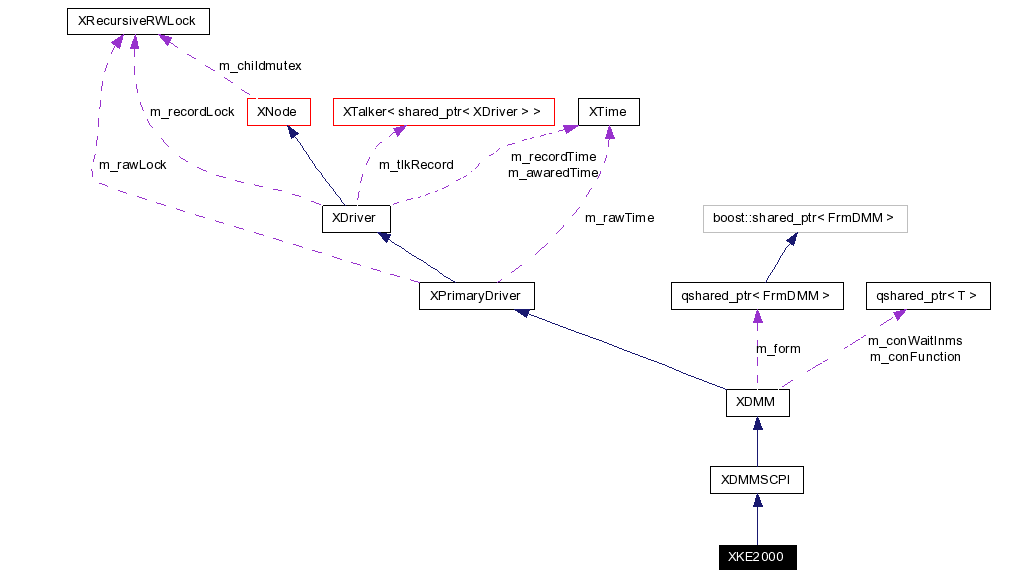 XRecursiveRWLock
m_childmutex
XNode
XTalker< shared_ptr< XDriver > >
XTime
m_recordLock
m_rawLock
m_tlkRecord
m_recordTime
m_awaredTime
XDriver
m_rawTime
boost::shared_ptr< FrmDMM >
XPrimaryDriver
qshared_ptr< FrmDMM >
qshared_ptr< T >
m_form
m_conWaitInms
m_conFunction
XDMM
XDMMSCPI
XKE2000